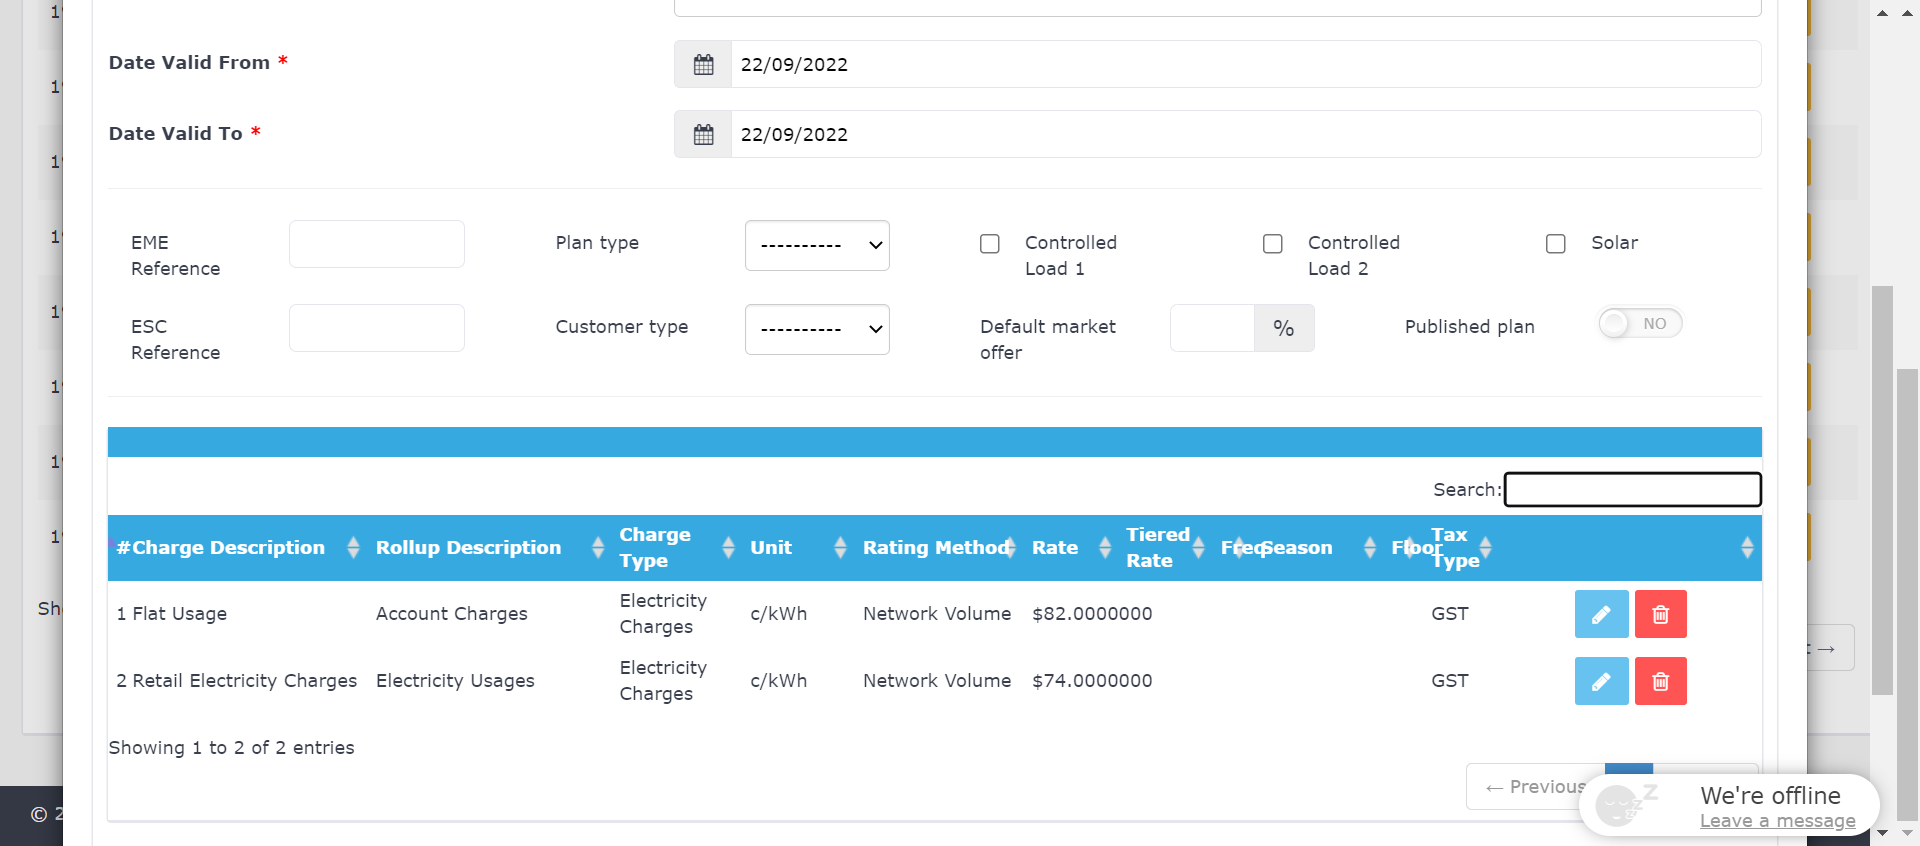 Date Valid From *
22/09/2022
Date Valid To *
22/09/2022
EME Reference
Plan type
----------
Controlled Load 1
Controlled Load 2
Solar
ESC Reference
Customer type
----------
Default market offer
%
Published plan
NO
Search:
# Charge Description Rollup Description Charge Type Unit Rating Method Rate Tiered Rate Freq Season Floor Tax Type
1 Flat Usage Account Charges Electricity Charges c/kWh Network Volume $82.0000000 GST
2 Retail Electricity Charges Electricity Usages Electricity Charges c/kWh Network Volume $74.0000000 GST
Showing 1 to 2 of 2 entries
← Previous
We're offline
Leave a message